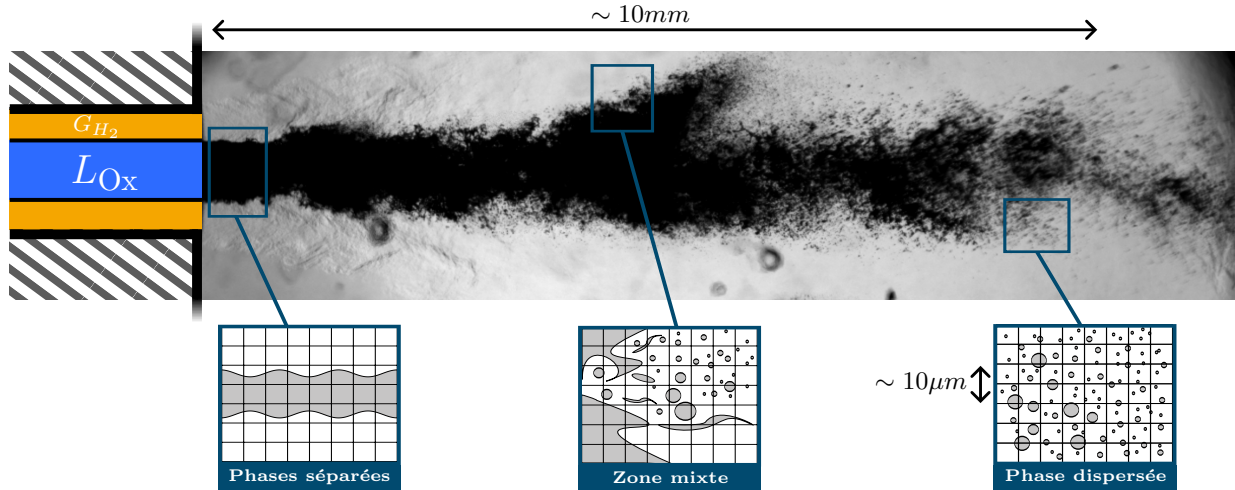 ∼ 10mm
G_{H_2}
L_{Ox}
∼ 10μm
Phases séparées
Zone mixte
Phase dispersée